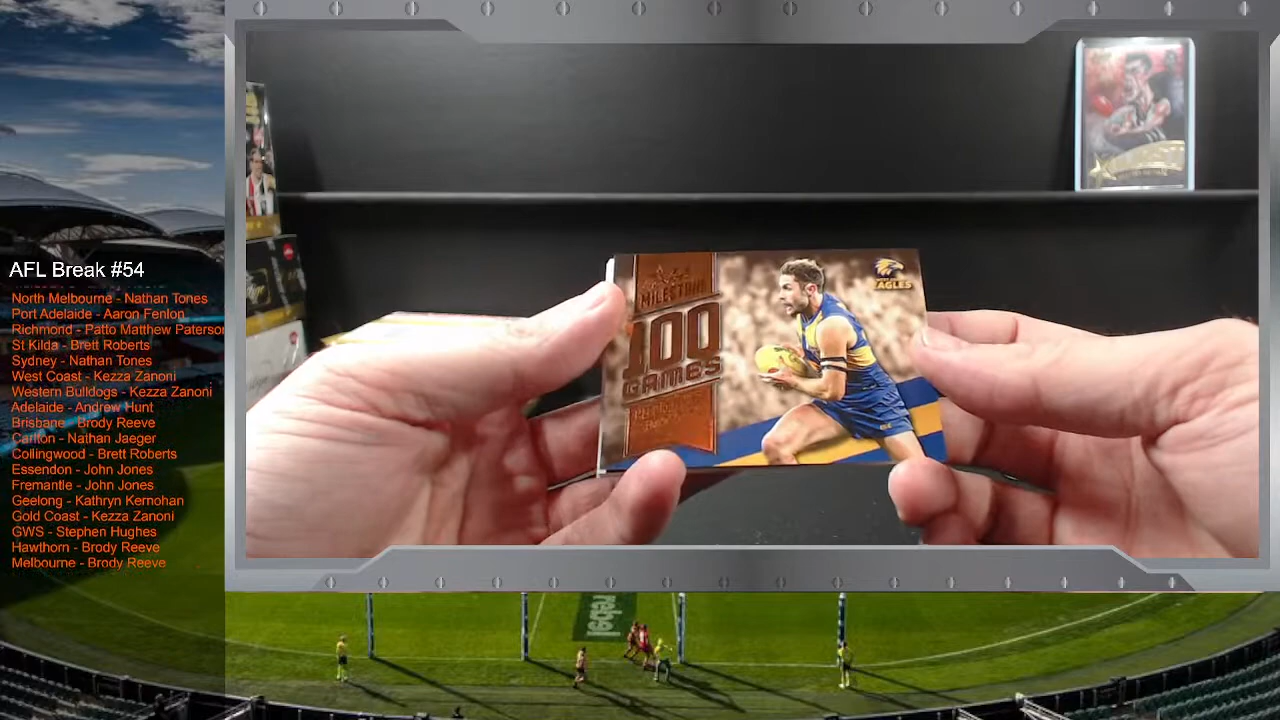 AFL Break #54
North Melbourne - Nathan Tones
Port Adelaide - Aaron Fenlon
Richmond - Patto Matthew Paterson
St Kilda - Brett Roberts
Sydney - Nathan Tones
West Coast - Kezza Zanoni
Western Bulldogs - Kezza Zanoni
Adelaide - Andrew Hunt
Brisbane - Brody Reeve
Carlton - Nathan Jaeger
Collingwood - Brett Roberts
Essendon - John Jones
Fremantle - John Jones
Geelong - Kathryn Kernohan
Gold Coast - Kezza Zanoni
GWS - Stephen Hughes
Hawthorn - Brody Reeve
Melbourne - Brody Reeve
MILESTONE
100
GAMES
EAGLES
rebel